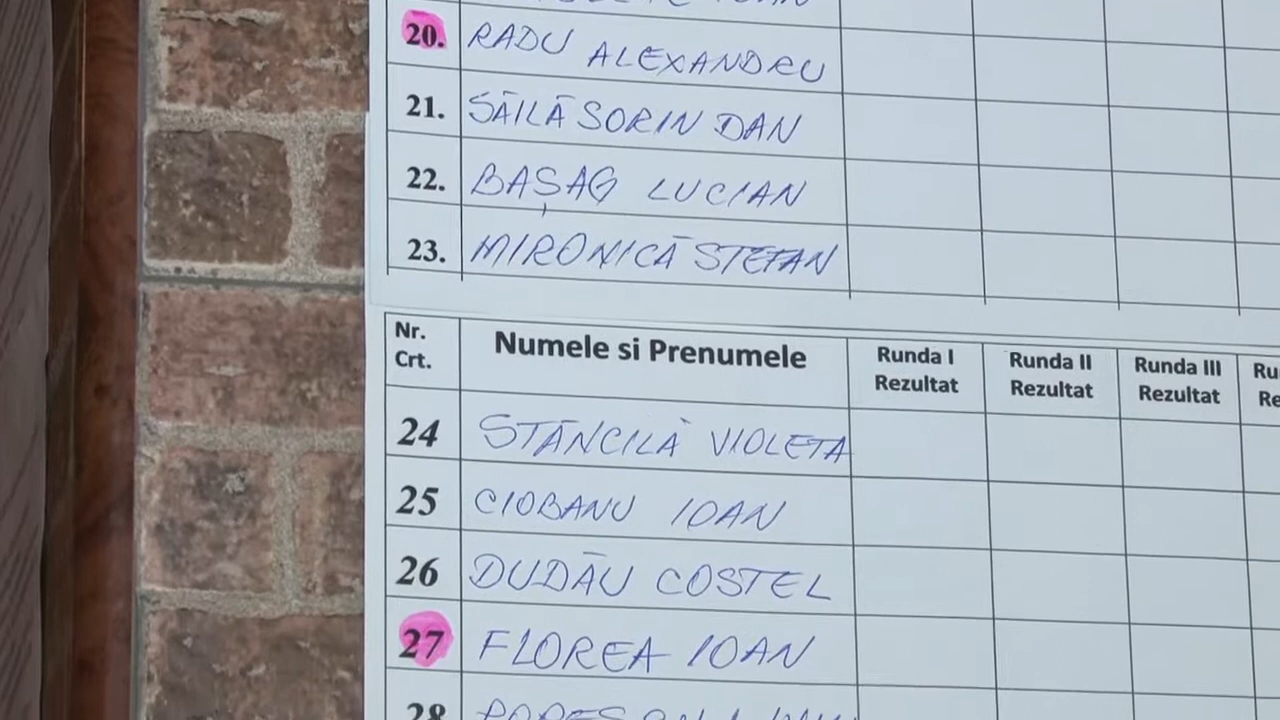 20. RADU ALEXANDRU
21. SĂILĂ SORIN DAN
22. BAȘAG LUCIAN
23. MIRONICĂ STEFAN
Nr. Crt. Numele si Prenumele Runda I Rezultat Runda II Rezultat Runda III Rezultat
24 STĂNCILĂ VIOLETA
25 CIOBANU IOAN
26 DUDĂU COSTEL
27 FLOREA IOAN
28